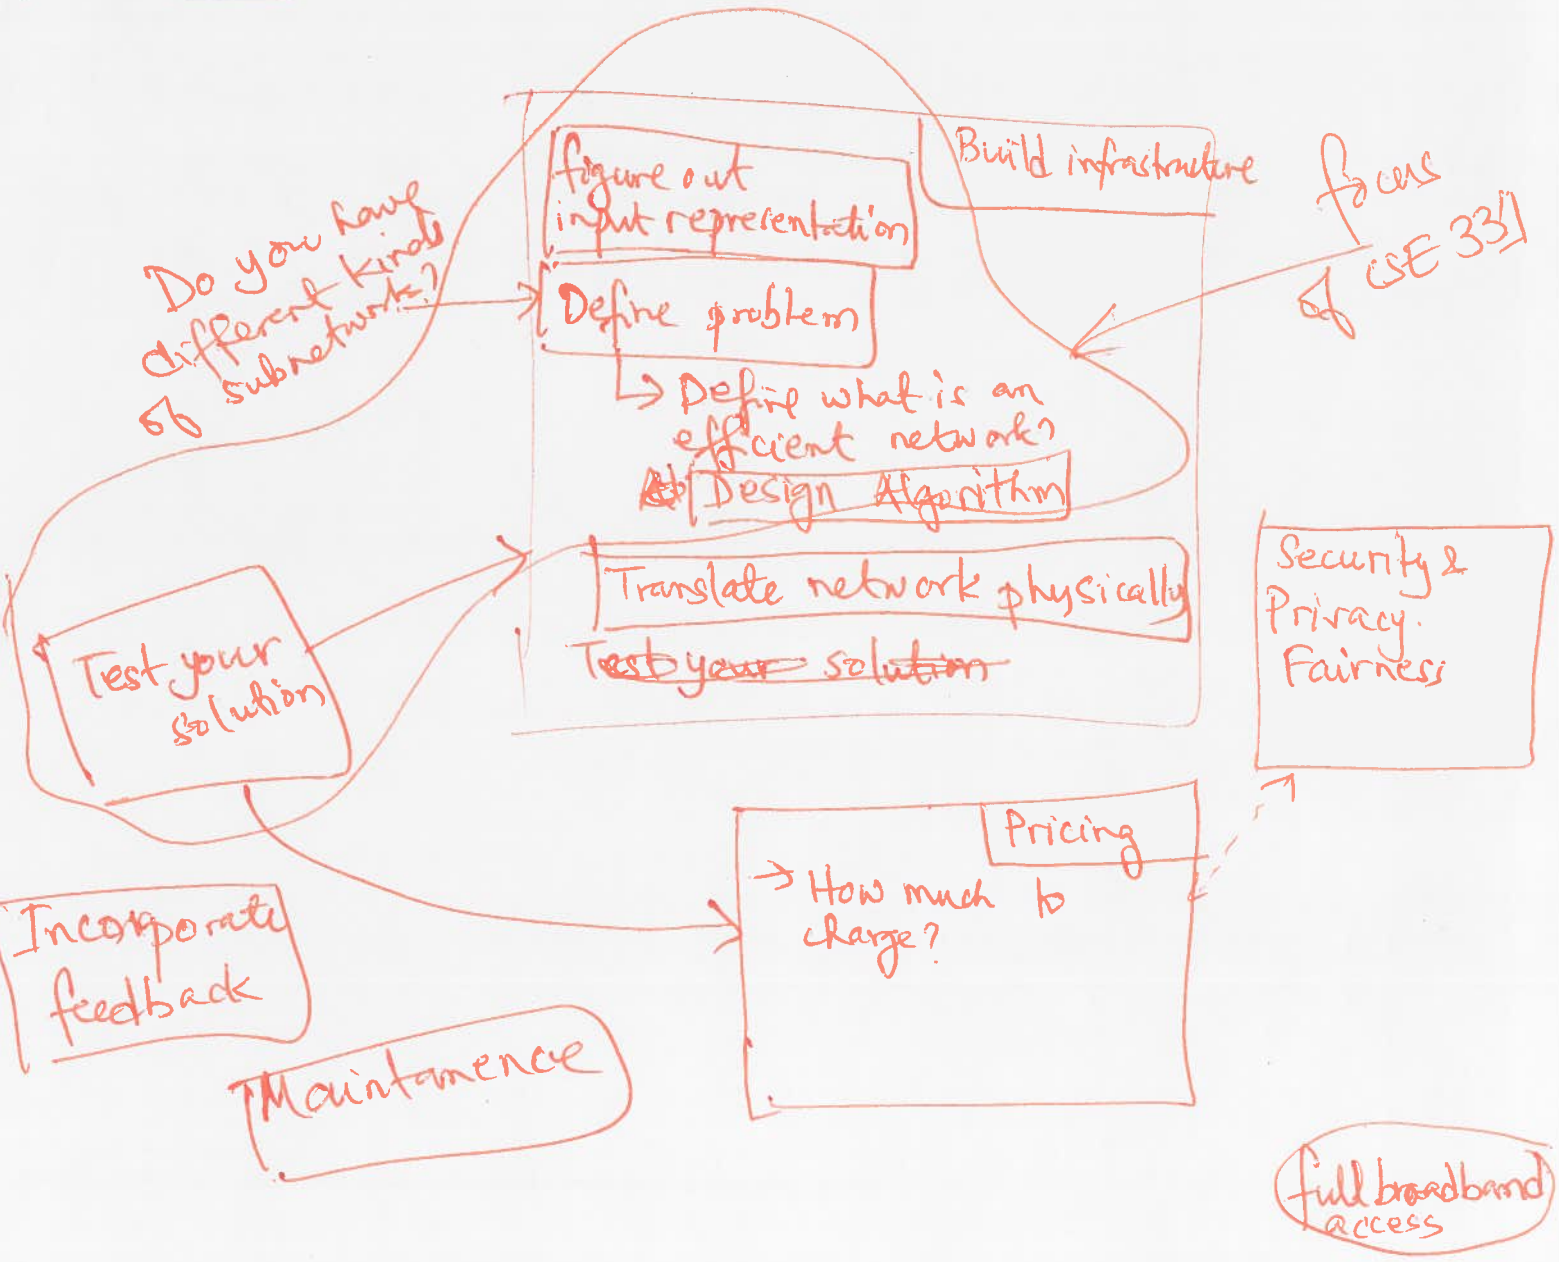 Build infrastructure
figure out
input representation
focus
of CSE 331
Do you have
different kinds
of subnetworks?
Define problem
→ Define what is an
efficient network?
Design Algorithm
Translate network physically
Test your solution
Test your
solution
Security &
Privacy.
Fairness
Pricing
→ How much to
charge?
Incorporate
feedback
Maintamence
full broadband
access